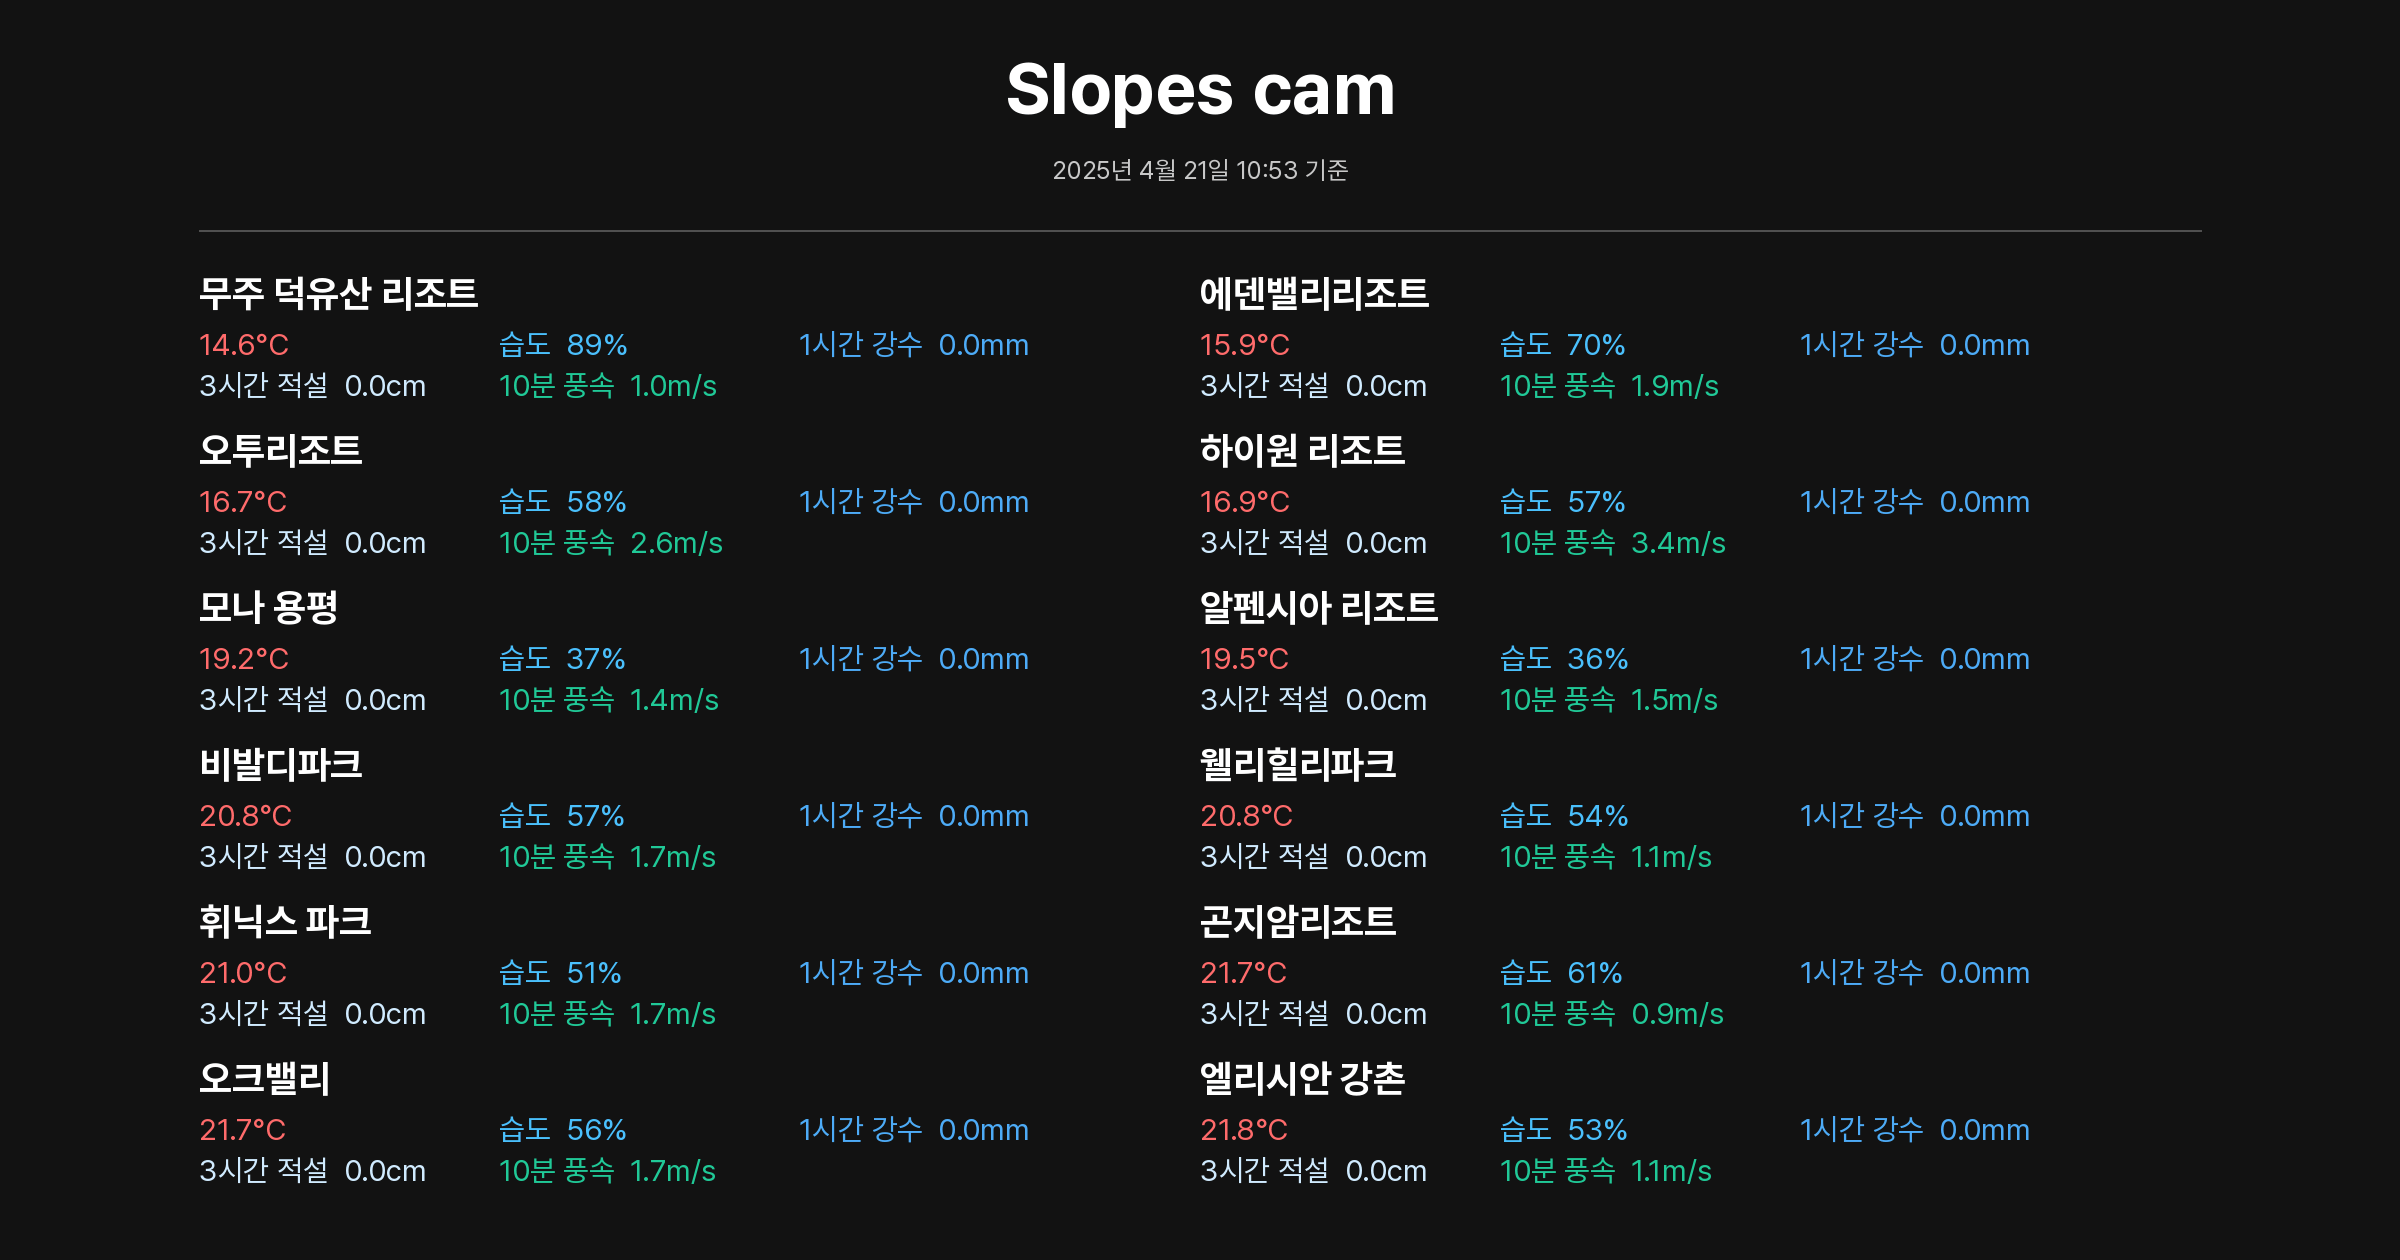 Slopes cam
2025년 4월 21일 10:53 기준
무주 덕유산 리조트
14.6°C 습도 89% 1시간 강수 0.0mm
3시간 적설 0.0cm 10분 풍속 1.0m/s
에덴밸리리조트
15.9°C 습도 70% 1시간 강수 0.0mm
3시간 적설 0.0cm 10분 풍속 1.9m/s
오투리조트
16.7°C 습도 58% 1시간 강수 0.0mm
3시간 적설 0.0cm 10분 풍속 2.6m/s
하이원 리조트
16.9°C 습도 57% 1시간 강수 0.0mm
3시간 적설 0.0cm 10분 풍속 3.4m/s
모나 용평
19.2°C 습도 37% 1시간 강수 0.0mm
3시간 적설 0.0cm 10분 풍속 1.4m/s
알펜시아 리조트
19.5°C 습도 36% 1시간 강수 0.0mm
3시간 적설 0.0cm 10분 풍속 1.5m/s
비발디파크
20.8°C 습도 57% 1시간 강수 0.0mm
3시간 적설 0.0cm 10분 풍속 1.7m/s
웰리힐리파크
20.8°C 습도 54% 1시간 강수 0.0mm
3시간 적설 0.0cm 10분 풍속 1.1m/s
휘닉스 파크
21.0°C 습도 51% 1시간 강수 0.0mm
3시간 적설 0.0cm 10분 풍속 1.7m/s
곤지암리조트
21.7°C 습도 61% 1시간 강수 0.0mm
3시간 적설 0.0cm 10분 풍속 0.9m/s
오크밸리
21.7°C 습도 56% 1시간 강수 0.0mm
3시간 적설 0.0cm 10분 풍속 1.7m/s
엘리시안 강촌
21.8°C 습도 53% 1시간 강수 0.0mm
3시간 적설 0.0cm 10분 풍속 1.1m/s